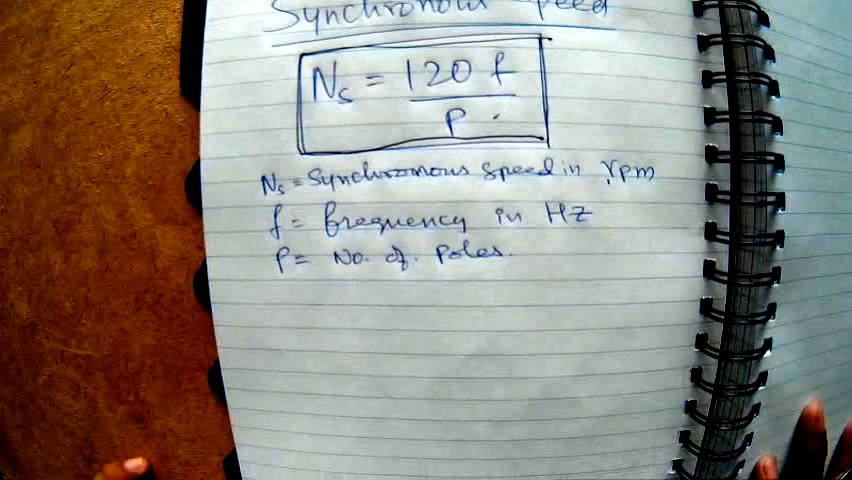 Synchronous Speed
Ns = 120 f
P
Ns = Synchronous speed in rpm
f = frequency in HZ
P = No. of. Poles.